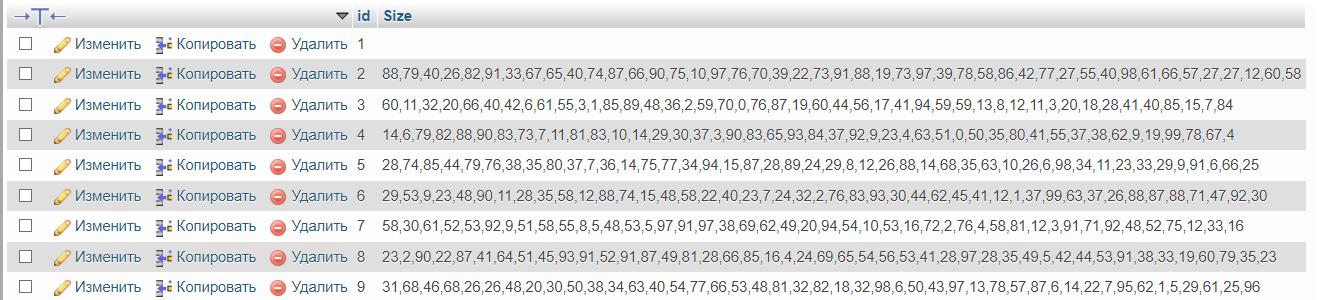 id Size
Изменить Копировать Удалить 1
Изменить Копировать Удалить 2 88,79,40,26,82,91,33,67,65,40,74,87,66,90,75,10,97,76,70,39,22,73,91,88,19,73,97,39,78,58,86,42,77,27,55,40,98,61,66,57,27,27,12,60,58
Изменить Копировать Удалить 3 60,11,32,20,66,40,42,6,61,55,3,1,85,89,48,36,2,59,70,0,76,87,19,60,44,56,17,41,94,59,59,13,8,12,11,3,20,18,28,41,40,85,15,7,84
Изменить Копировать Удалить 4 14,6,79,82,88,90,83,73,7,11,81,83,10,14,29,30,37,3,90,83,65,93,84,37,92,9,23,4,63,51,0,50,35,80,41,55,37,38,62,9,19,99,78,67,4
Изменить Копировать Удалить 5 28,74,85,44,79,76,38,35,80,37,7,36,14,75,77,34,94,15,87,28,89,24,29,8,12,26,88,14,68,35,63,10,26,6,98,34,11,23,33,29,9,91,6,66,25
Изменить Копировать Удалить 6 29,53,9,23,48,90,11,28,35,58,12,88,74,15,48,58,22,40,23,7,24,32,2,76,83,93,30,44,62,45,41,12,1,37,99,63,37,26,88,87,88,71,47,92,30
Изменить Копировать Удалить 7 58,30,61,52,53,92,9,51,58,55,8,5,48,53,5,97,91,97,38,69,62,49,20,94,54,10,53,16,72,2,76,4,58,81,12,3,91,71,92,48,52,75,12,33,16
Изменить Копировать Удалить 8 23,2,90,22,87,41,64,51,45,93,91,52,91,87,49,81,28,66,85,16,4,24,69,65,54,56,53,41,28,97,28,35,49,5,42,44,53,91,38,33,19,60,79,35,23
Изменить Копировать Удалить 9 31,68,46,68,26,26,48,20,30,50,38,34,63,40,54,77,66,53,48,81,32,82,18,32,98,6,50,43,97,13,78,57,87,6,14,22,7,95,62,1,5,29,61,25,96